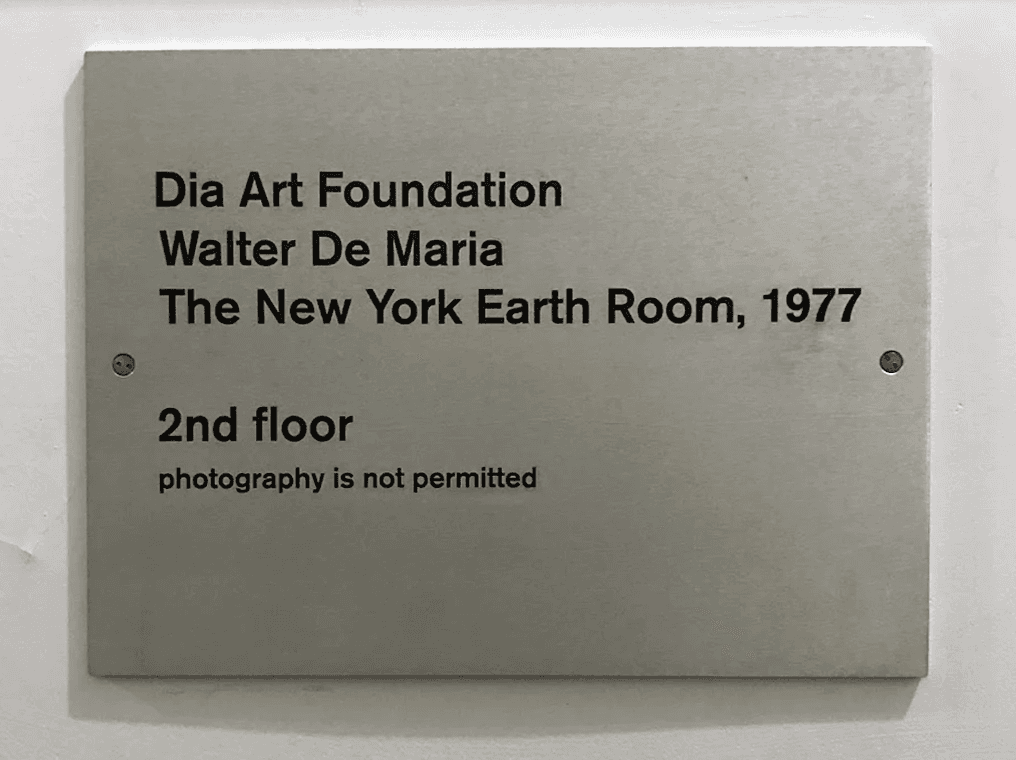 Dia Art Foundation
Walter De Maria
The New York Earth Room, 1977
2nd floor
photography is not permitted